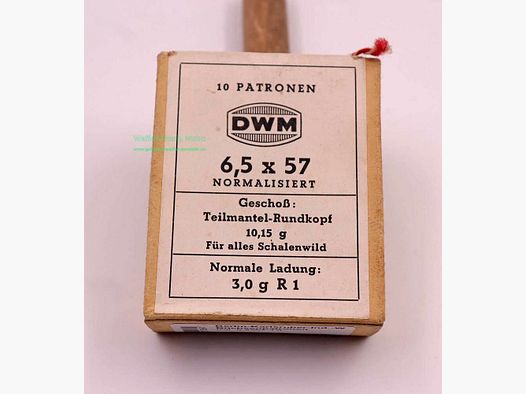 10 PATRONEN
DWM
6,5 x 57
NORMALISIERT
Geschoß:
Teilmantel-Rundkopf
10,15 g
Für alles Schalenwild
Normale Ladung:
3,0 g R 1